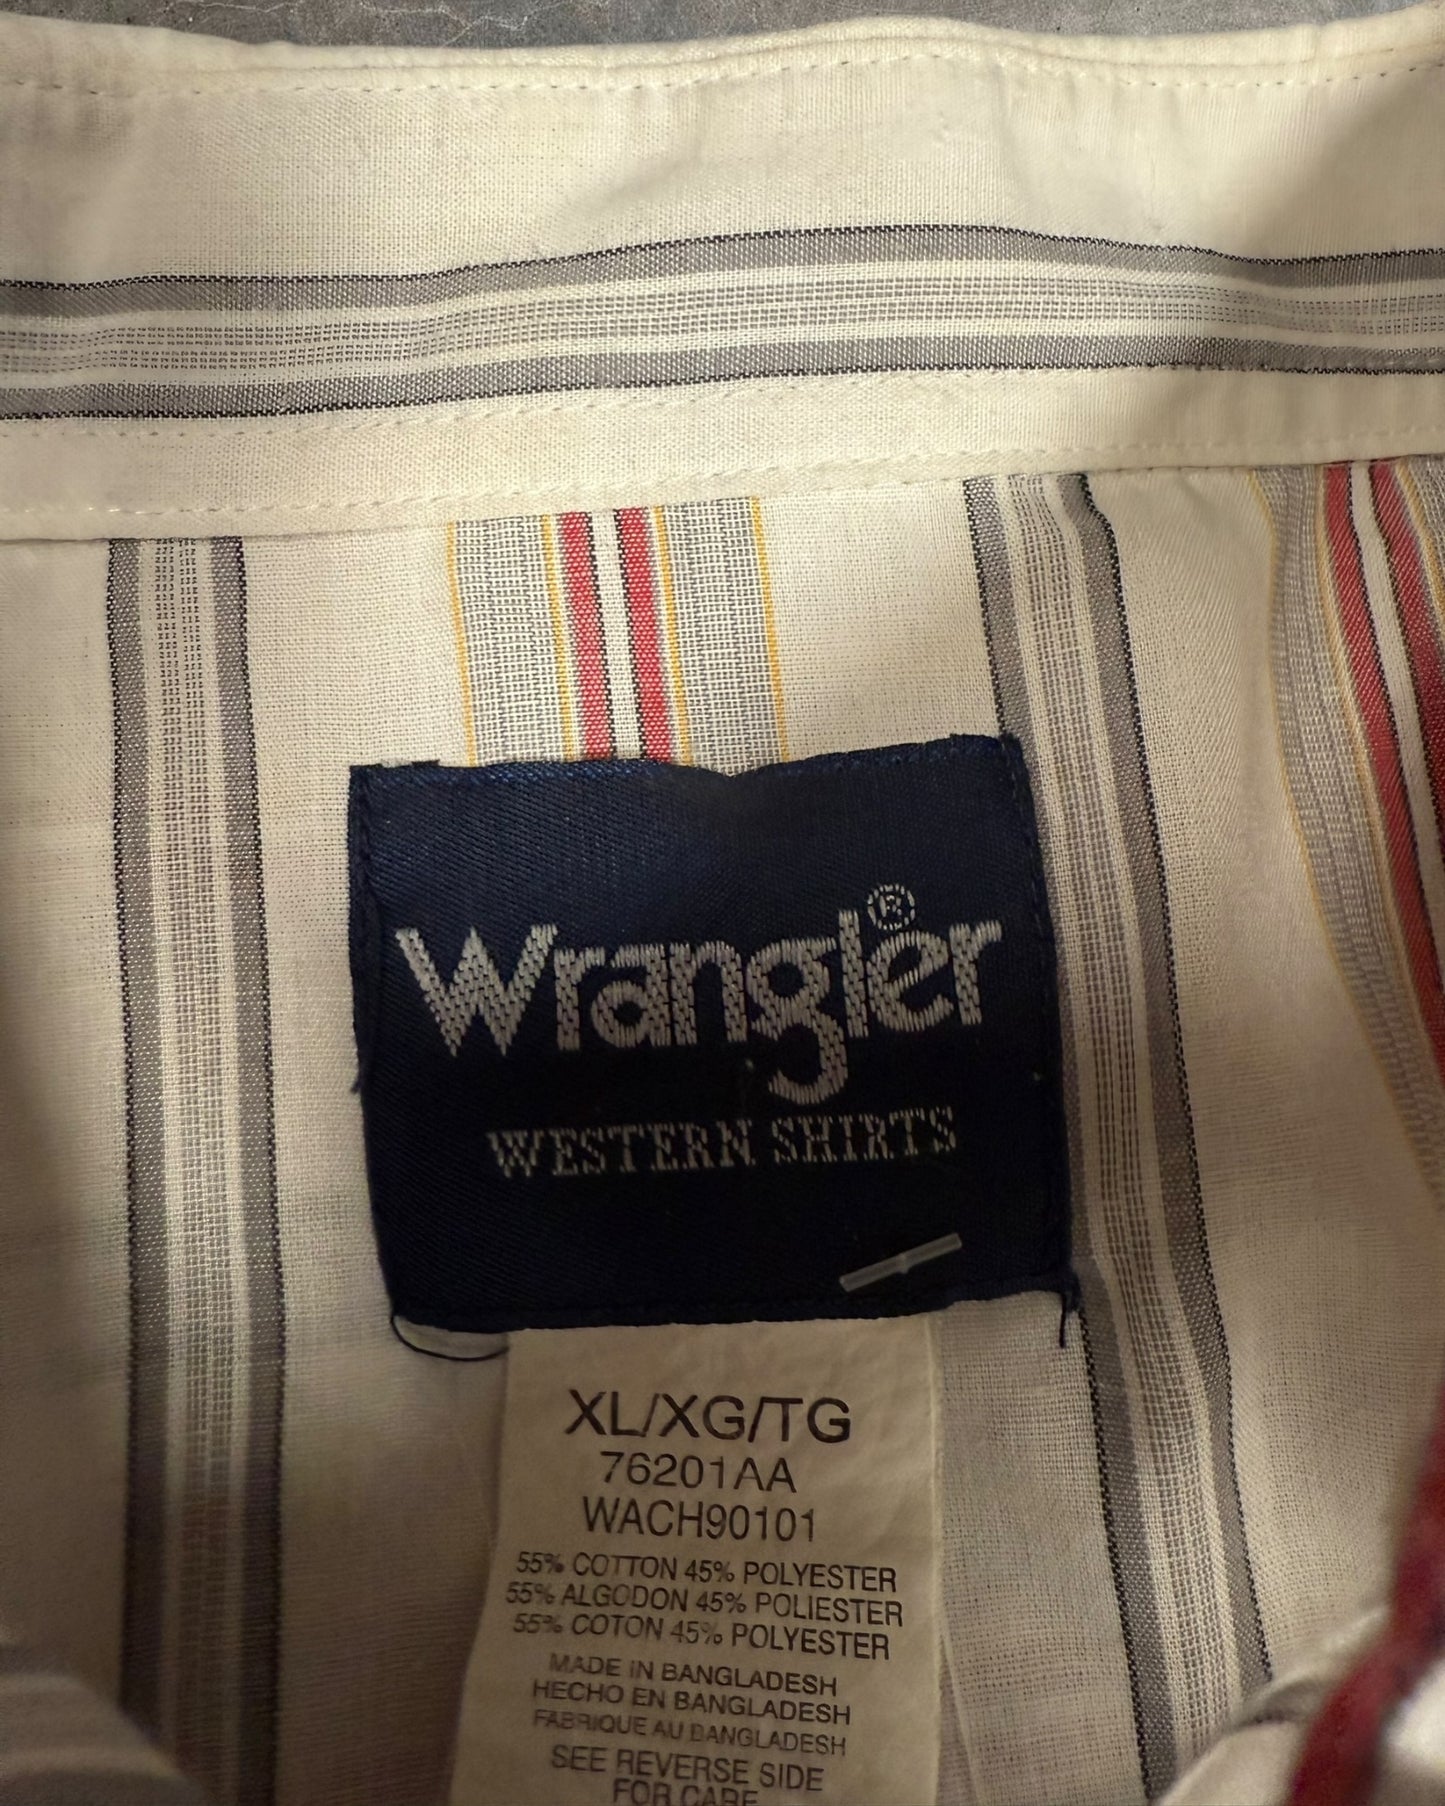 Wrangler®
WESTERN SHIRTS
XL/XG/TG
76201AA
WACH90101
55% COTTON 45% POLYESTER
55% ALGODON 45% POLIESTER
55% COTON 45% POLYESTER
MADE IN BANGLADESH
HECHO EN BANGLADESH
FABRIQUE AU BANGLADESH
SEE REVERSE SIDE
FOR CARE